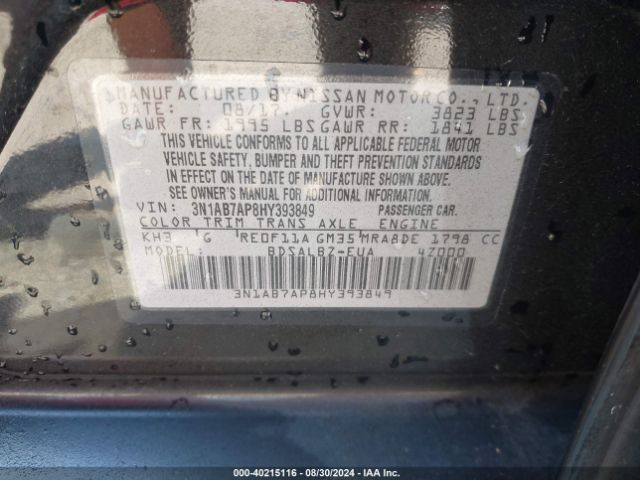 MANUFACTURED BY NISSAN MOTOR CO., LTD.
DATE: 08/17. GVWR: 3823 LBS
GAWR FR: 1995 LBS GAWR RR: 1841 LBS
THIS VEHICLE CONFORMS TO ALL APPLICABLE FEDERAL MOTOR
VEHICLE SAFETY, BUMPER AND THEFT PREVENTION STANDARDS
IN EFFECT ON THE DATE OF MANUFACTURE SHOWN ABOVE.
SEE OWNER'S MANUAL FOR ADDITIONAL INFORMATION.
VIN: 3N1AB7AP8HY393849 PASSENGER CAR.
COLOR TRIM TRANS AXLE ENGINE
KH3 G RE0F11A GM35 MRA8DE 1798 CC
MODEL: BDSALBZ-EUA 4Z000
3N1AB7AP8HY393849
000-40215116 - 08/30/2024 - IAA Inc.